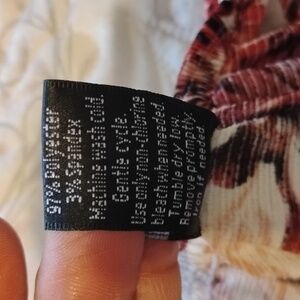 97% Polyester
3% Spandex
Machine wash cold.
Gentle cycle.
Use only non-chlorine
bleach when needed.
Tumble dry low.
Remove promptly.
if needed.